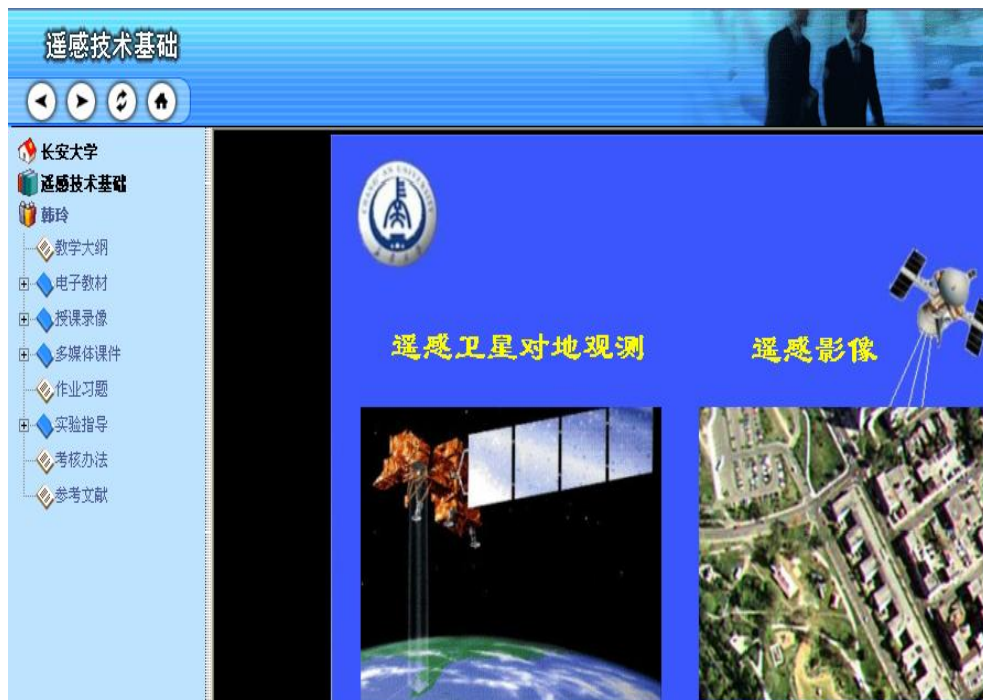 遥感技术基础
长安大学
遥感技术基础
韩玲
教学大纲
电子教材
授课录像
多媒体课件
作业习题
实验指导
考核办法
参考文献
CHANG'AN UNIVERSITY
遥感卫星对地观测
遥感影像